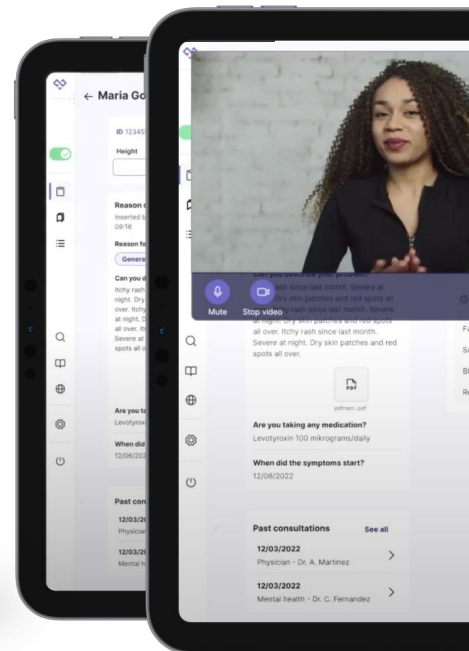 ← Maria Go
ID 12345
Height
Reason
Inserted b
09:16
Reason fo
Genera
Can you d
Itchy rash
night. Dry
over. Itchy
at night. D
all over. It
Severe at
spots all o
Are you ta
Levotyrox
When did
12/06/202
Past con
12/03/20
Physician
12/03/20
Mental h
Mute
Stop video
rash since last month. Severe at
Dry skin patches and red spots all
rash since last month. Severe
at night. Dry skin patches and red spots
all over. Itchy rash since last month.
Severe at night. Dry skin patches and red
spots all over.
PDF
Are you taking any medication?
Levotyroxin 100 mikrograms/daily
When did the symptoms start?
12/06/2022
Past consultations
See all
12/03/2022
Physician - Dr. A. Martinez
12/03/2022
Mental health - Dr. C. Fernandez